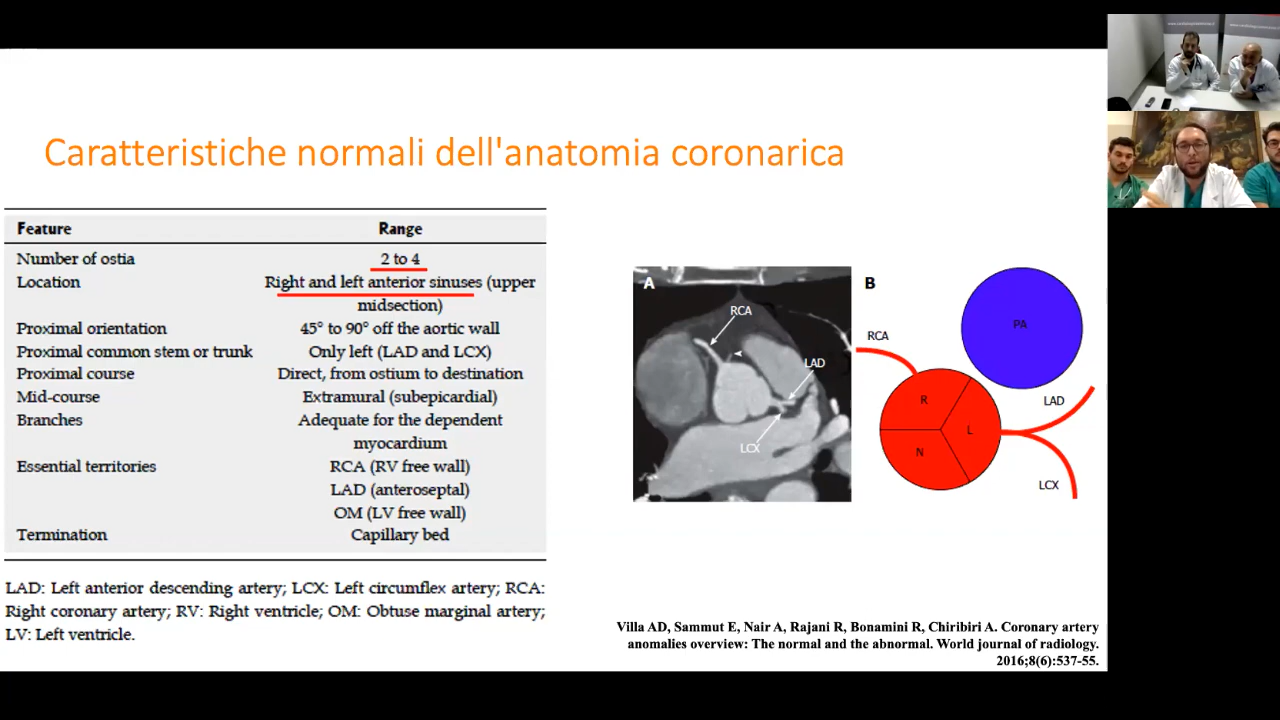 Caratteristiche normali dell'anatomia coronarica
Feature Range
Number of ostia 2 to 4
Location Right and left anterior sinuses (upper
midsection)
Proximal orientation 45° to 90° off the aortic wall
Proximal common stem or trunk Only left (LAD and LCX)
Proximal course Direct, from ostium to destination
Mid-course Extramural (subepicardial)
Branches Adequate for the dependent
myocardium
Essential territories RCA (RV free wall)
LAD (anteroseptal)
OM (LV free wall)
Termination Capillary bed
LAD: Left anterior descending artery; LCX: Left circumflex artery; RCA:
Right coronary artery; RV: Right ventricle; OM: Obtuse marginal artery;
LV: Left ventricle.
A
RCA
LAD
LCX
B
PA
RCA
R
L
N
LAD
LCX
Villa AD, Sammut E, Nair A, Rajani R, Bonamini R, Chiribiri A. Coronary artery
anomalies overview: The normal and the abnormal. World journal of radiology.
2016;8(6):537-55.